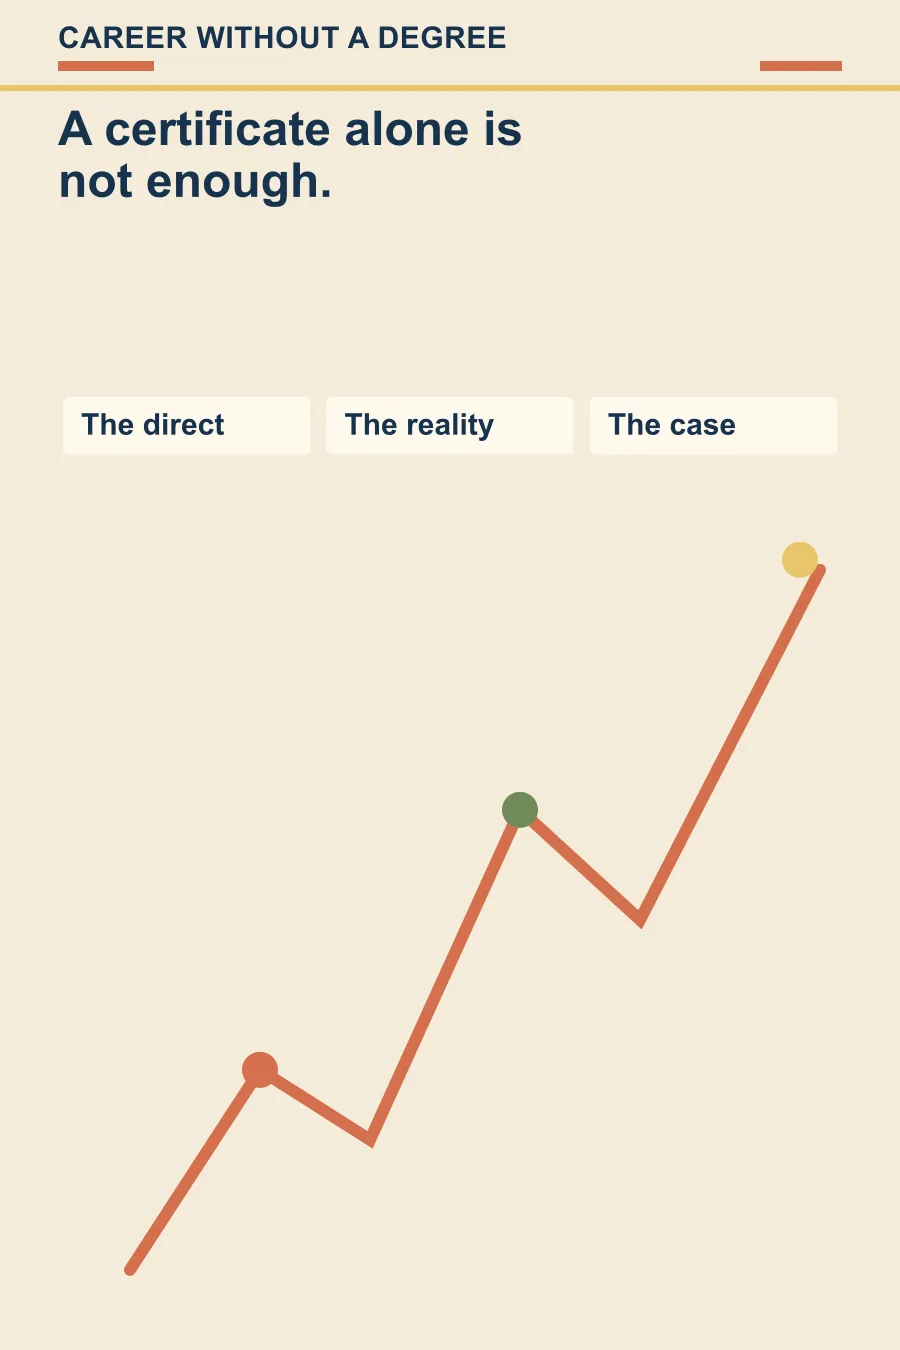 CAREER WITHOUT A DEGREE
A certificate alone is
not enough.
The direct
The reality
The case